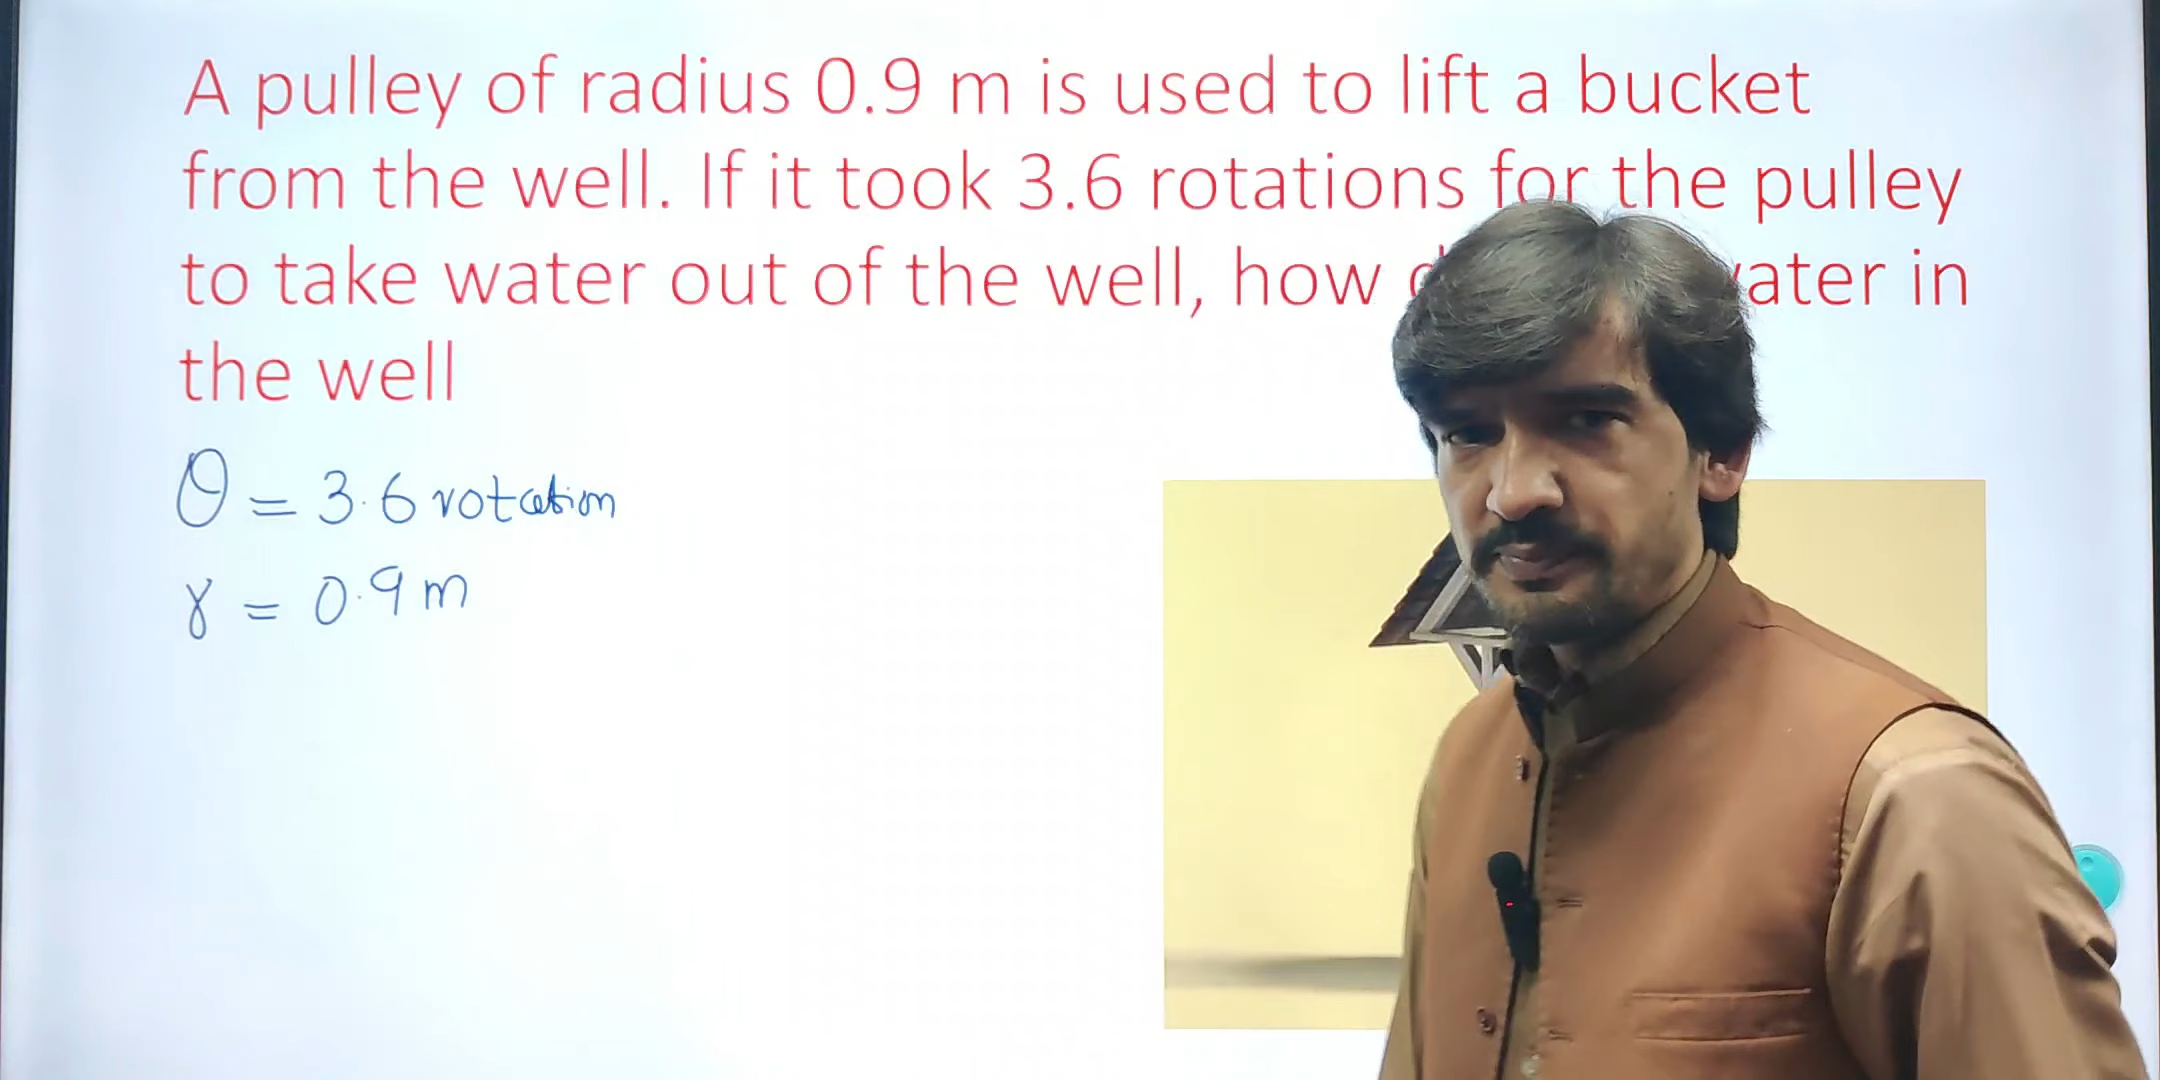 A pulley of radius 0.9 m is used to lift a bucket
from the well. If it took 3.6 rotations for the pulley
to take water out of the well, how in
the well
θ = 3.6 rotation
r = 0.9 m